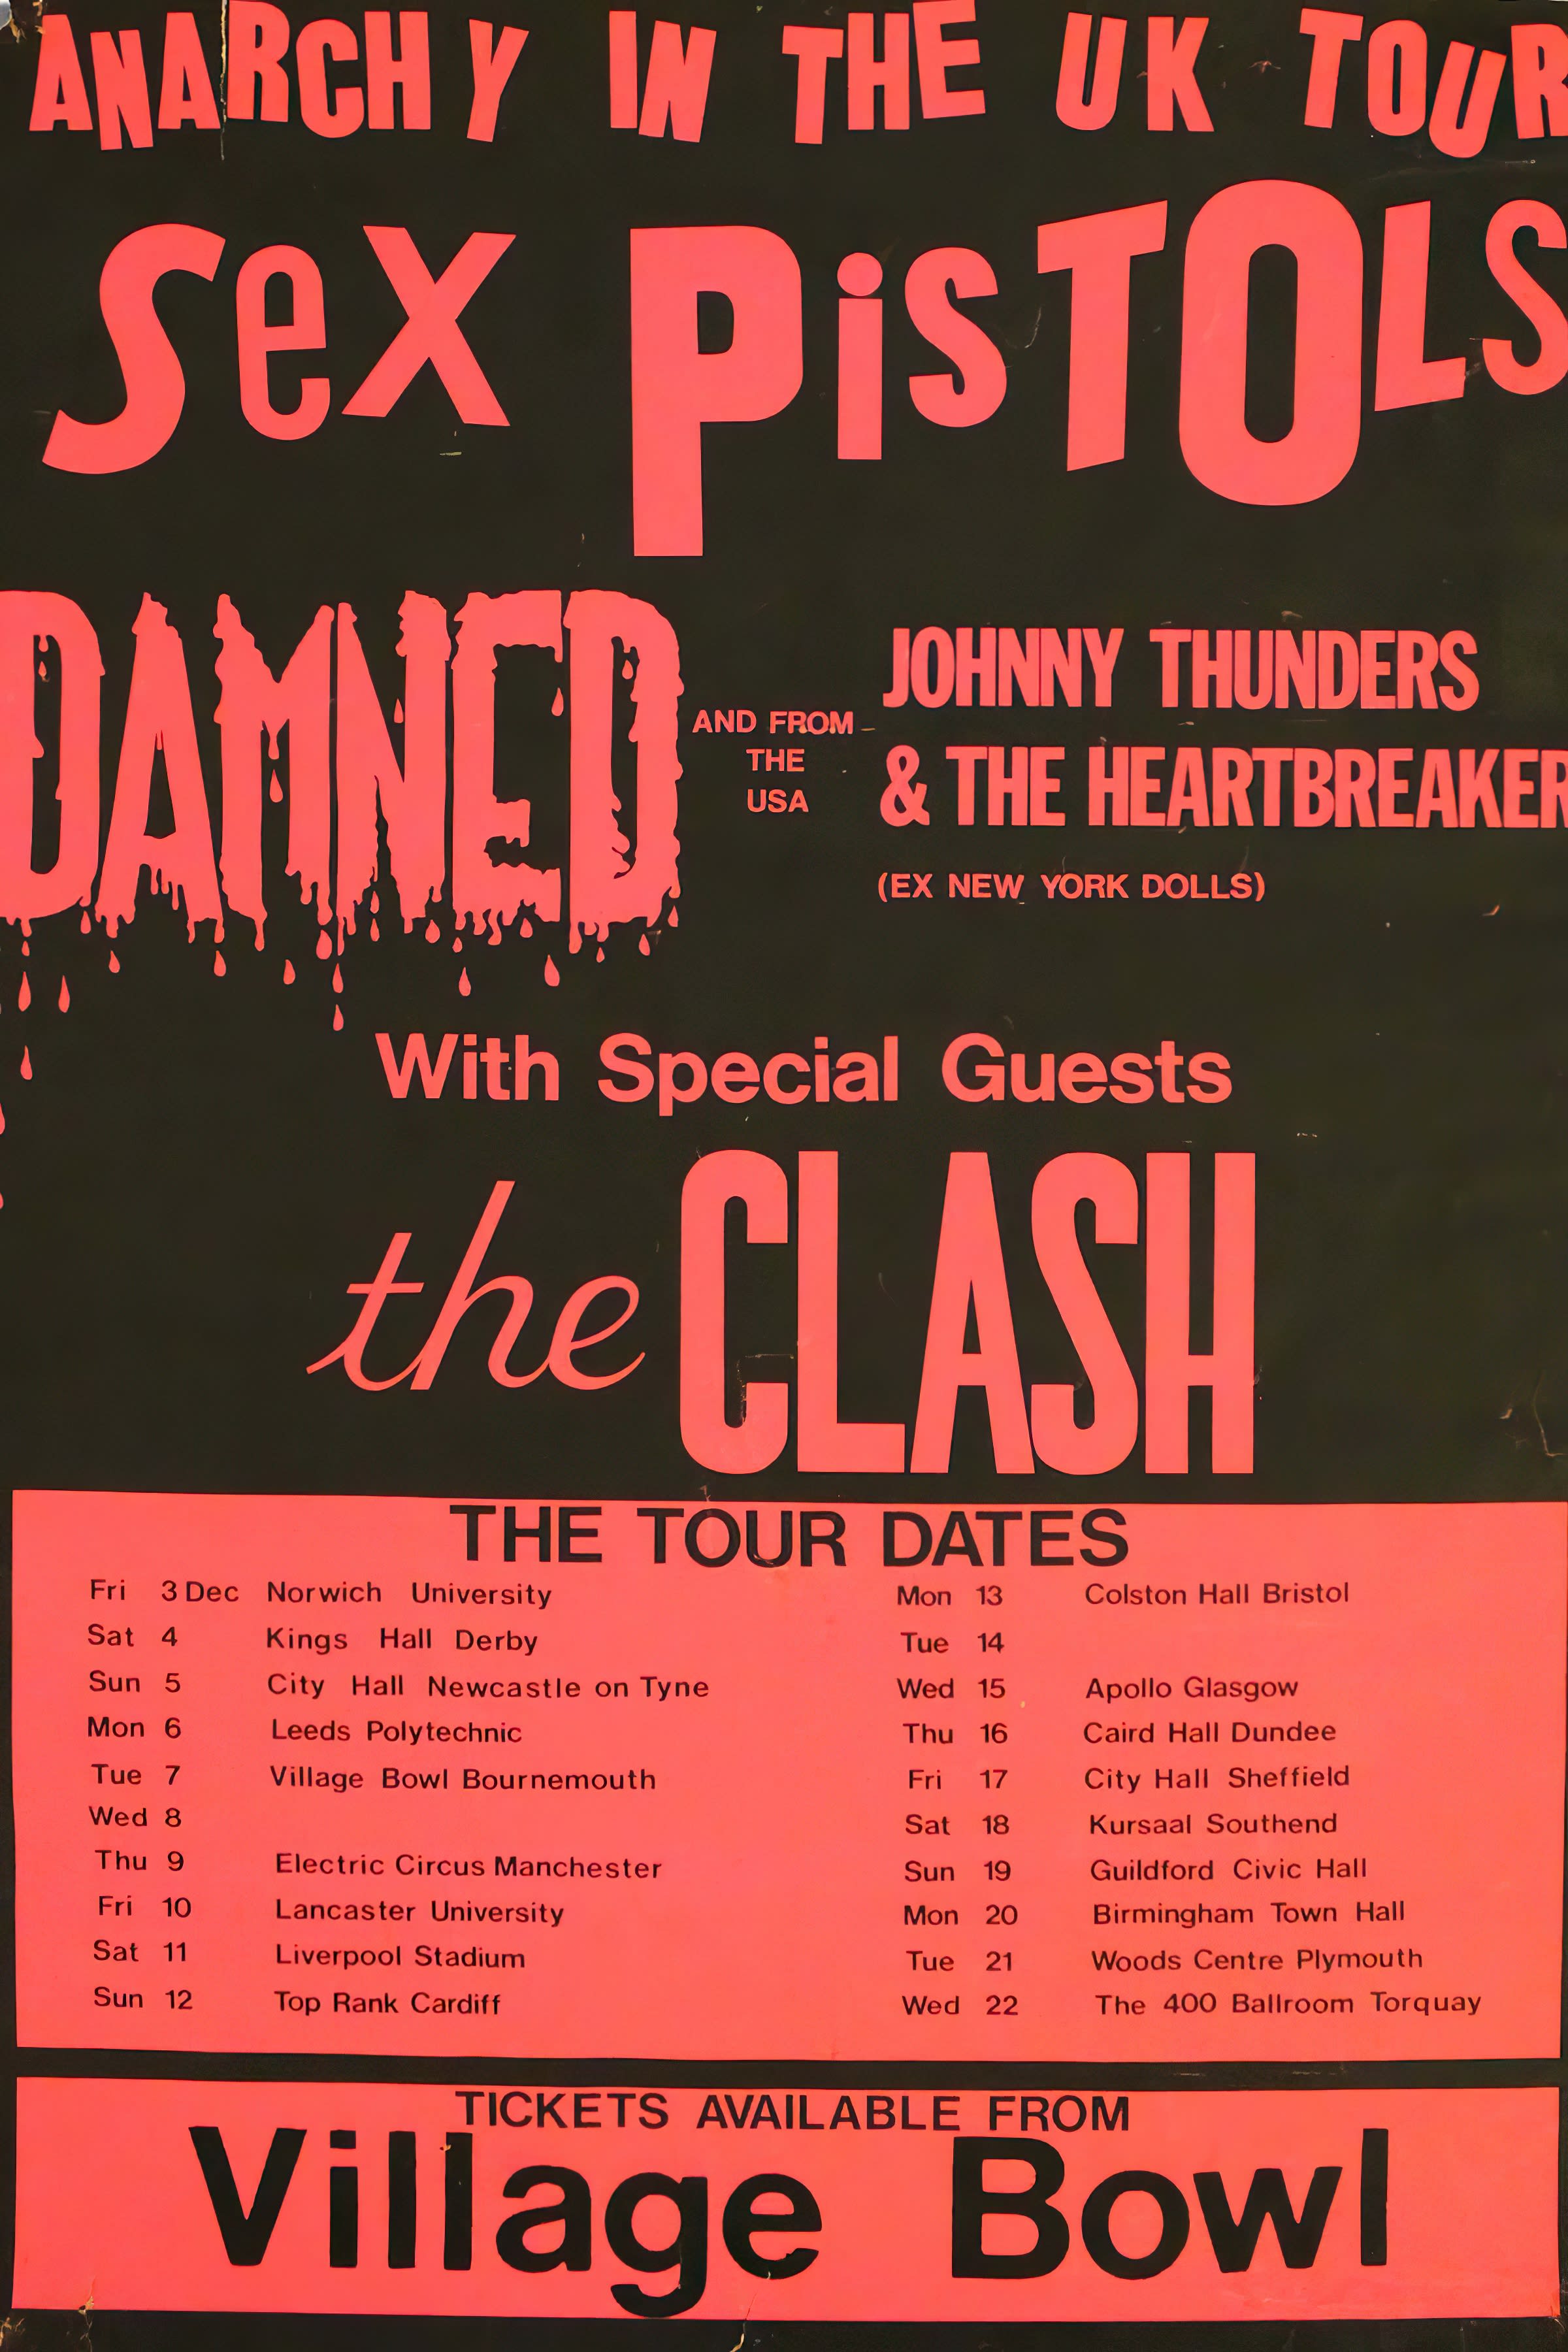 ANARCHY IN THE UK TOUR
Sex PisTOLS
DAMNED
AND FROM
THE
USA
JOHNNY THUNDERS
& THE HEARTBREAKER
(EX NEW YORK DOLLS)
With Special Guests
the CLASH
THE TOUR DATES
Fri 3 Dec Norwich University
Sat 4 Kings Hall Derby
Sun 5 City Hall Newcastle on Tyne
Mon 6 Leeds Polytechnic
Tue 7 Village Bowl Bournemouth
Wed 8
Thu 9 Electric Circus Manchester
Fri 10 Lancaster University
Sat 11 Liverpool Stadium
Sun 12 Top Rank Cardiff
Mon 13 Colston Hall Bristol
Tue 14
Wed 15 Apollo Glasgow
Thu 16 Caird Hall Dundee
Fri 17 City Hall Sheffield
Sat 18 Kursaal Southend
Sun 19 Guildford Civic Hall
Mon 20 Birmingham Town Hall
Tue 21 Woods Centre Plymouth
Wed 22 The 400 Ballroom Torquay
TICKETS AVAILABLE FROM
Village Bowl